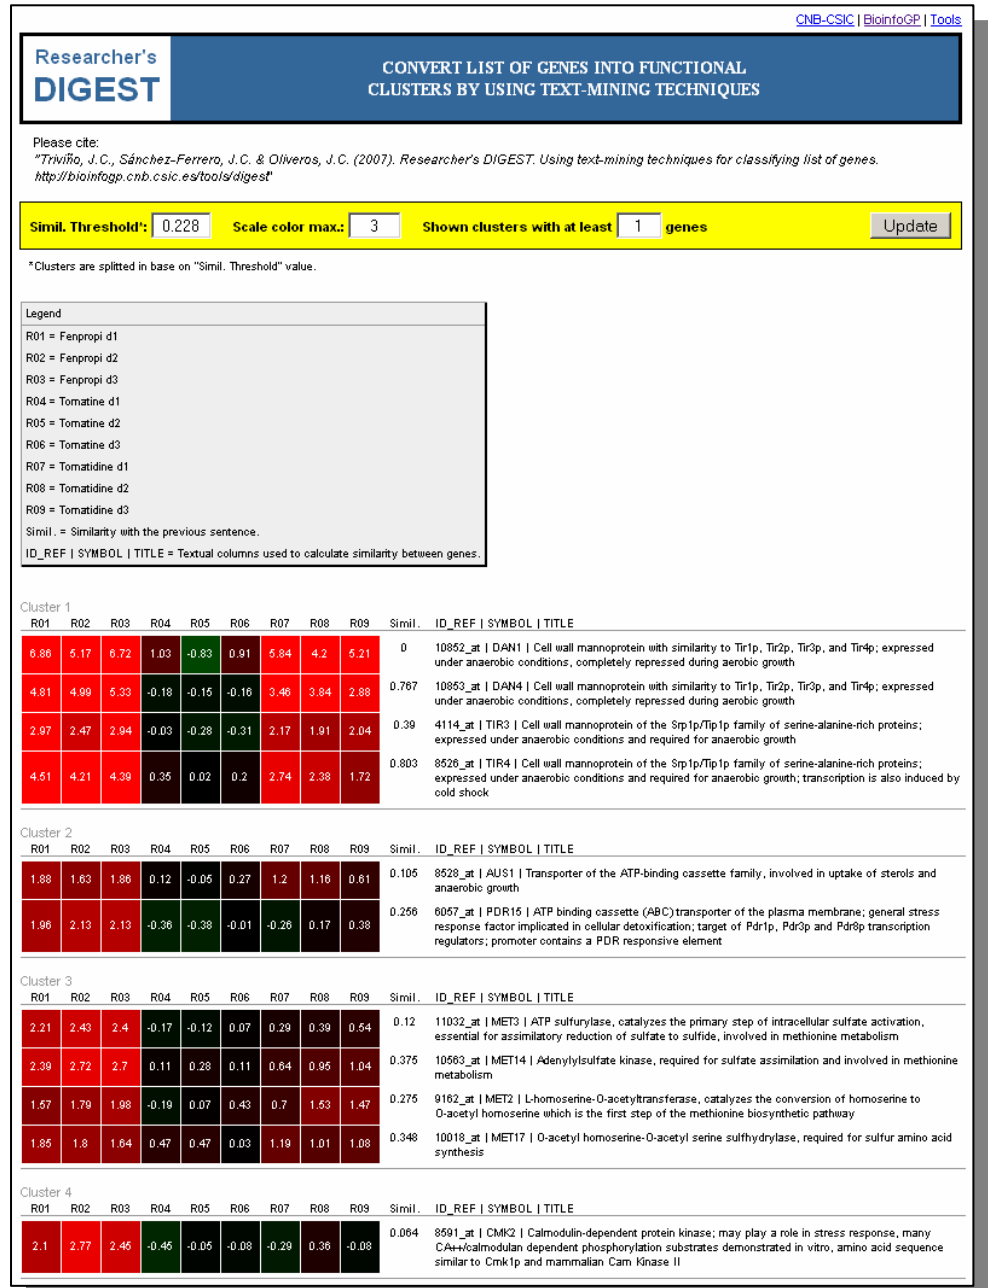 CNB-CSIC | BioinfoGP | Tools
Researcher's
DIGEST
CONVERT LIST OF GENES INTO FUNCTIONAL
CLUSTERS BY USING TEXT-MINING TECHNIQUES
Please cite:
"Triviño, J.C., Sánchez-Ferrero, J.C. & Oliveros, J.C. (2007). Researcher's DIGEST. Using text-mining techniques for classifying list of genes.
http://bioinfogp.cnb.csic.es/tools/digest"
Simil. Threshold*: 0.228 Scale color max.: 3 Shown clusters with at least 1 genes Update
*Clusters are splitted in base on "Simil. Threshold" value.
Legend
R01 = Fenpropi d1
R02 = Fenpropi d2
R03 = Fenpropi d3
R04 = Tomatine d1
R05 = Tomatine d2
R06 = Tomatine d3
R07 = Tomatidine d1
R08 = Tomatidine d2
R09 = Tomatidine d3
Simil. = Similarity with the previous sentence.
ID_REF | SYMBOL | TITLE = Textual columns used to calculate similarity between genes.
Cluster 1
R01 R02 R03 R04 R05 R06 R07 R08 R09 Simil. ID_REF | SYMBOL | TITLE
6.86 5.17 6.72 1.03 -0.83 0.91 5.84 4.2 5.21 0 10852_at | DAN1 | Cell wall mannoprotein with similarity to Tir1p, Tir2p, Tir3p, and Tir4p; expressed
under anaerobic conditions, completely repressed during aerobic growth
4.81 4.99 5.33 -0.18 -0.15 -0.16 3.46 3.84 2.88 0.767 10853_at | DAN4 | Cell wall mannoprotein with similarity to Tir1p, Tir2p, Tir3p, and Tir4p; expressed
under anaerobic conditions, completely repressed during aerobic growth
2.97 2.47 2.94 -0.03 -0.28 -0.31 2.17 1.91 2.04 0.39 4114_at | TIR3 | Cell wall mannoprotein of the Srp1p/Tip1p family of serine-alanine-rich proteins;
expressed under anaerobic conditions and required for anaerobic growth
4.51 4.21 4.39 0.35 0.02 0.2 2.74 2.38 1.72 0.803 8526_at | TIR4 | Cell wall mannoprotein of the Srp1p/Tip1p family of serine-alanine-rich proteins;
expressed under anaerobic conditions and required for anaerobic growth; transcription is also induced by
cold shock
Cluster 2
R01 R02 R03 R04 R05 R06 R07 R08 R09 Simil. ID_REF | SYMBOL | TITLE
1.88 1.63 1.86 0.12 -0.05 0.27 1.2 1.16 0.61 0.105 8528_at | AUS1 | Transporter of the ATP-binding cassette family, involved in uptake of sterols and
anaerobic growth
1.96 2.13 2.13 -0.36 -0.38 -0.01 -0.26 0.17 0.38 0.256 6057_at | PDR15 | ATP binding cassette (ABC) transporter of the plasma membrane; general stress
response factor implicated in cellular detoxification; target of Pdr1p, Pdr3p and Pdr8p transcription
regulators; promoter contains a PDR responsive element
Cluster 3
R01 R02 R03 R04 R05 R06 R07 R08 R09 Simil. ID_REF | SYMBOL | TITLE
2.21 2.43 2.4 -0.17 -0.12 0.07 0.29 0.39 0.54 0.12 11032_at | MET3 | ATP sulfurylase, catalyzes the primary step of intracellular sulfate activation,
essential for assimilatory reduction of sulfate to sulfide, involved in methionine metabolism
2.39 2.72 2.7 0.11 0.28 0.11 0.64 0.95 1.04 0.375 10563_at | MET14 | Adenylylsulfate kinase, required for sulfate assimilation and involved in methionine
metabolism
1.57 1.79 1.98 -0.19 0.07 0.43 0.7 1.53 1.47 0.275 9162_at | MET2 | L-homoserine-O-acetyltransferase, catalyzes the conversion of homoserine to
O-acetyl homoserine which is the first step of the methionine biosynthetic pathway
1.85 1.8 1.64 0.47 0.47 0.03 1.19 1.01 1.08 0.348 10018_at | MET17 | O-acetyl homoserine-O-acetyl serine sulfhydrylase, required for sulfur amino acid
synthesis
Cluster 4
R01 R02 R03 R04 R05 R06 R07 R08 R09 Simil. ID_REF | SYMBOL | TITLE
2.1 2.77 2.45 -0.45 -0.05 -0.08 -0.29 0.36 -0.08 0.064 8591_at | CMK2 | Calmodulin-dependent protein kinase; may play a role in stress response, many
CA++/calmodulan dependent phosphorylation substrates demonstrated in vitro, amino acid sequence
similar to Cmk1p and mammalian Cam Kinase II